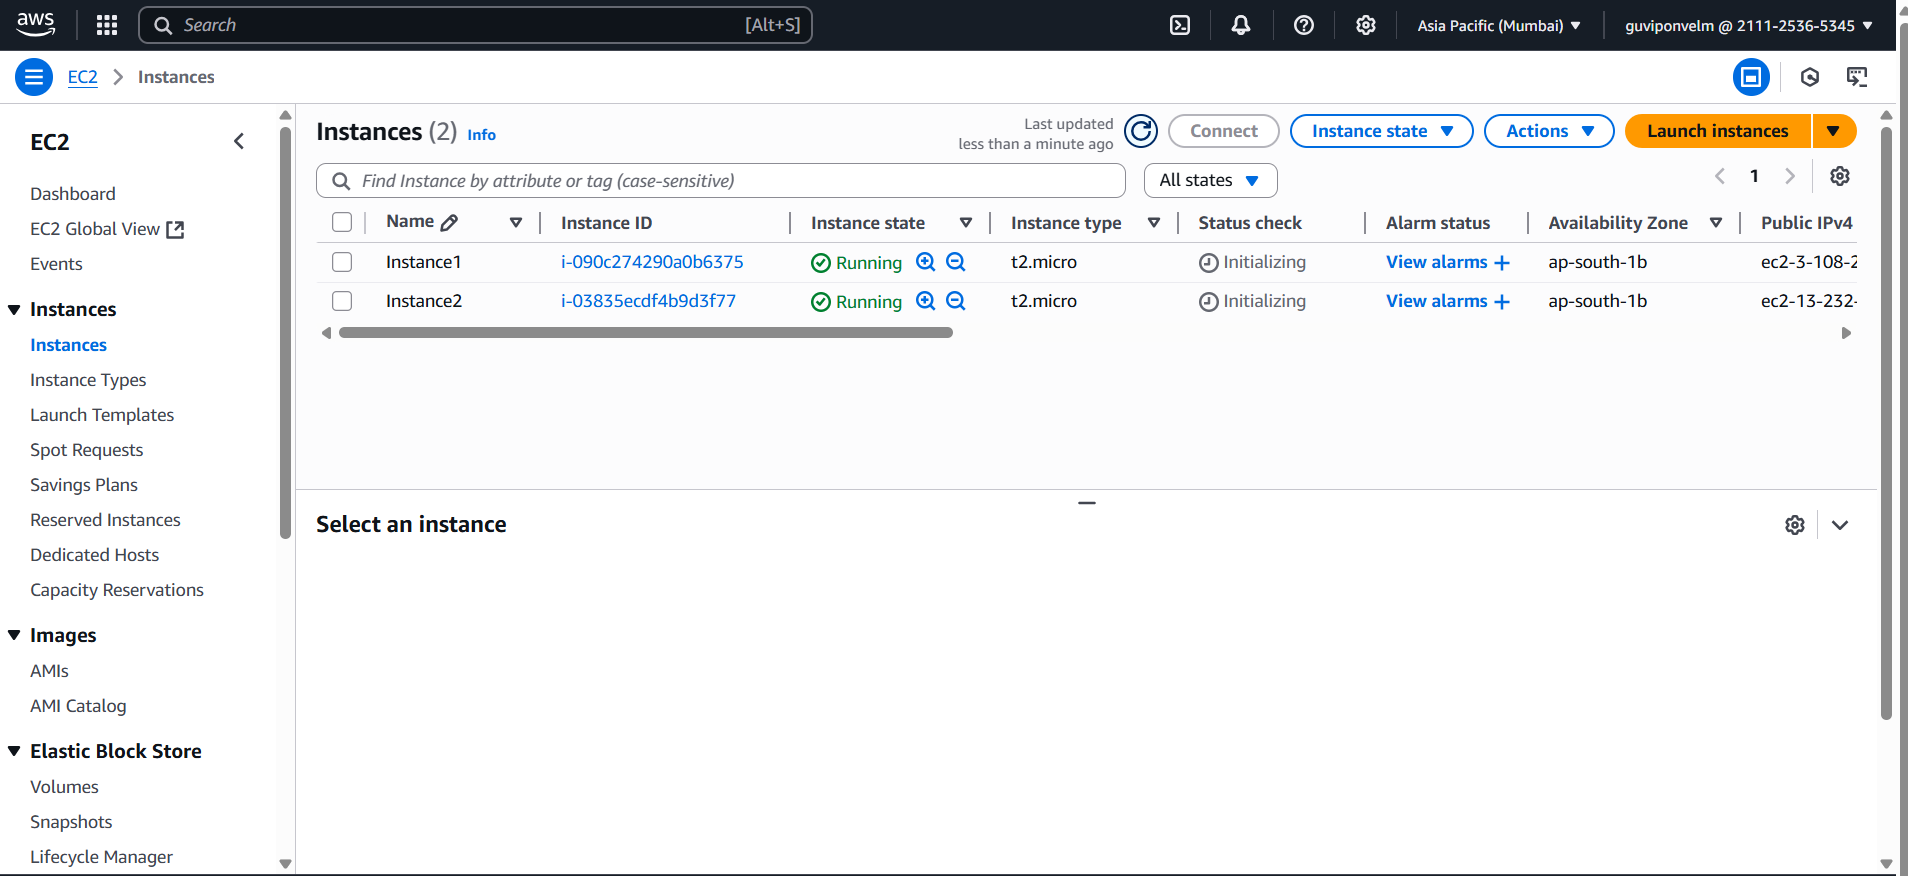 aws
Search [Alt+S]
Asia Pacific (Mumbai)
guviponvelm @ 2111-2536-5345
EC2 Instances
EC2
Dashboard
EC2 Global View
Events
Instances
Instances
Instance Types
Launch Templates
Spot Requests
Savings Plans
Reserved Instances
Dedicated Hosts
Capacity Reservations
Images
AMIs
AMI Catalog
Elastic Block Store
Volumes
Snapshots
Lifecycle Manager
Instances (2) Info
Last updated
less than a minute ago
Connect Instance state Actions Launch instances
Find Instance by attribute or tag (case-sensitive) All states 1
Name Instance ID Instance state Instance type Status check Alarm status Availability Zone Public IPv4
Instance1 i-090c274290a0b6375 Running t2.micro Initializing View alarms + ap-south-1b ec2-3-108-2
Instance2 i-03835ecdf4b9d3f77 Running t2.micro Initializing View alarms + ap-south-1b ec2-13-232-
Select an instance